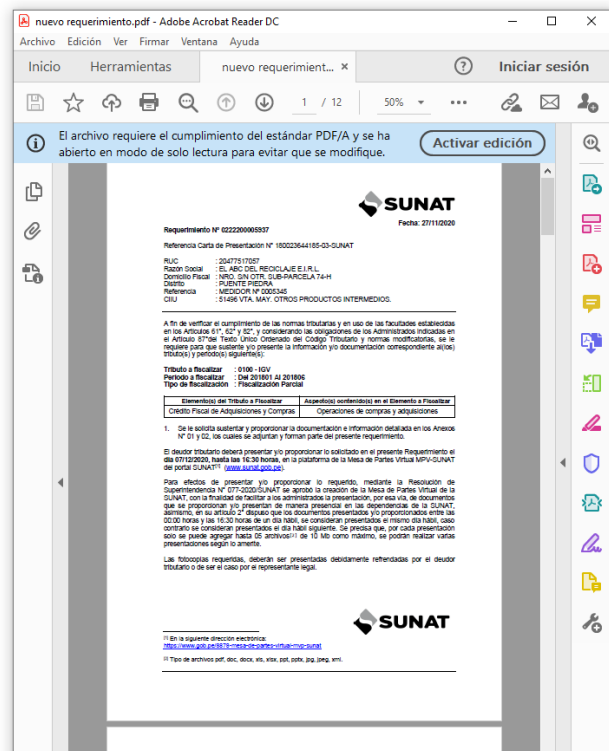 nuevo requerimiento.pdf - Adobe Acrobat Reader DC
Archivo Edición Ver Firmar Ventana Ayuda
Inicio Herramientas nuevo requerimient... × Iniciar sesión
1 / 12 50%
El archivo requiere el cumplimiento del estándar PDF/A y se ha
abierto en modo de solo lectura para evitar que se modifique.
Activar edición
SUNAT
Fecha: 27/11/2020
Requerimiento N° 0222200005937
Referencia Carta de Presentación N° 180023644185-03-SUNAT
RUC : 20477517057
Razón Social : EL ABC DEL RECICLAJE E.I.R.L.
Domicilio Fiscal : NRO. S/N OTR. SUB-PARCELA 74-H
Distrito : PUENTE PIEDRA
Referencia : MEDIDOR N° 0005345
CIIU : 51496 VTA. MAY. OTROS PRODUCTOS INTERMEDIOS.
A fin de verificar el cumplimiento de las normas tributarias y en uso de las facultades establecidas
en los Artículos 61°, 62° y 82°, y considerando las obligaciones de los Administrados indicadas en
el Artículo 87°del Texto Único Ordenado del Código Tributario y normas modificatorias, se le
requiere para que sustente y/o presente la información y/o documentación correspondiente al(los)
tributo(s) y periodo(s) siguiente(s):
Tributo a fiscalizar : 0100 - IGV
Periodo a fiscalizar : Del 201801 Al 201806
Tipo de fiscalización : Fiscalización Parcial
Elemento(s) del Tributo a Fiscalizar Aspecto(s) contenido(s) en el Elemento a Fiscalizar
Crédito Fiscal de Adquisiciones y Compras Operaciones de compras y adquisiciones
1. Se le solicita sustentar y proporcionar la documentación e información detallada en los Anexos
N° 01 y 02, los cuales se adjuntan y forman parte del presente requerimiento.
El deudor tributario deberá presentar y/o proporcionar lo solicitado en el presente Requerimiento el
día 07/12/2020, hasta las 16:30 horas, en la plataforma de la Mesa de Partes Virtual MPV-SUNAT
del portal SUNAT[1] (www.sunat.gob.pe).
Para efectos de presentar y/o proporcionar lo requerido, mediante la Resolución de
Superintendencia N° 077-2020/SUNAT se aprobó la creación de la Mesa de Partes Virtual de la
SUNAT, con la finalidad de facilitar a los administrados la presentación, por esa vía, de documentos
que se proporcionan y/o presentan de manera presencial en las dependencias de la SUNAT,
asimismo, en su artículo 2° dispuso que los documentos presentados y/o proporcionados entre las
00:00 horas y las 16:30 horas de un día hábil, se consideran presentados el mismo día hábil, caso
contrario se consideran presentados el día hábil siguiente. Se precisa que, por cada presentación
solo se puede agregar hasta 05 archivos[2] de 10 Mb como máximo, se podrán realizar varias
presentaciones según lo amerite.
Las fotocopias requeridas, deberán ser presentadas debidamente refrendadas por el deudor
tributario o de ser el caso por el representante legal.
SUNAT
[1] En la siguiente dirección electrónica:
https://www.gob.pe/9878-mesa-de-partes-virtual-mvp-sunat
[2] Tipo de archivos pdf, doc, docx, xls, xlsx, ppt, pptx, jpg, jpeg, xml.